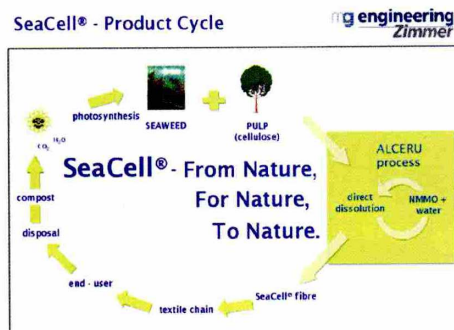 SeaCell® - Product Cycle
mg engineering
Zimmer
photosynthesis
SEAWEED
PULP
(cellulose)
CO₂ H₂O
ALCERU
process
SeaCell® - From Nature,
For Nature,
To Nature.
direct
dissolution
NMMO +
water
compost
disposal
end - user
textile chain
SeaCell® fibre